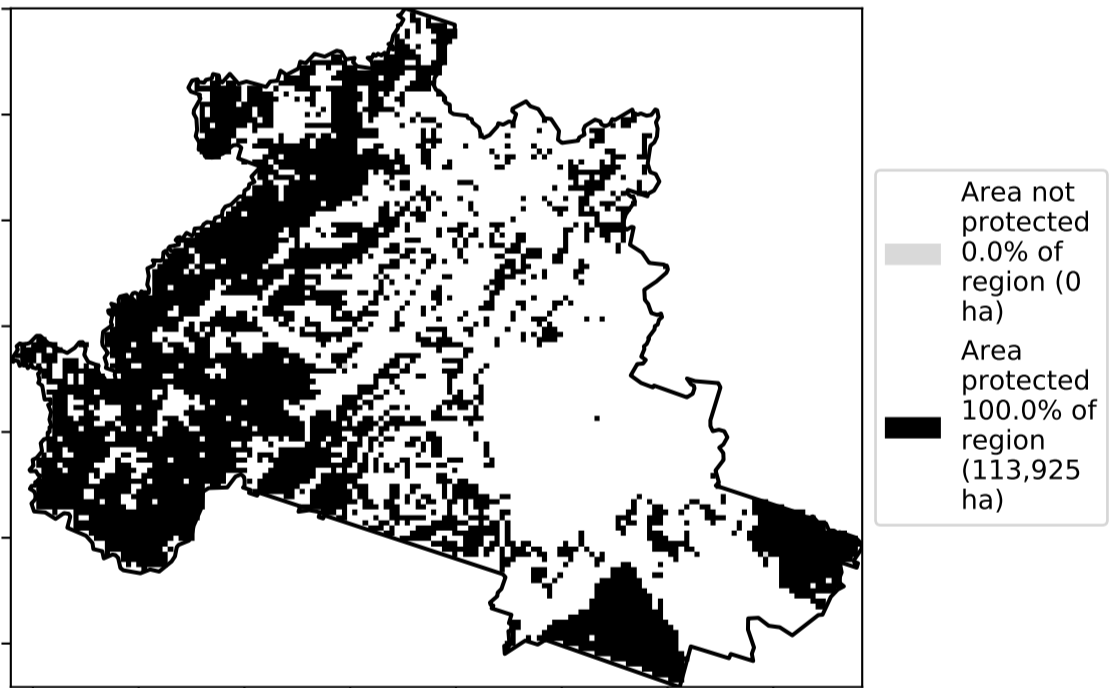 Area not
protected
0.0% of
region (0
ha)
Area
protected
100.0% of
region
(113,925
ha)